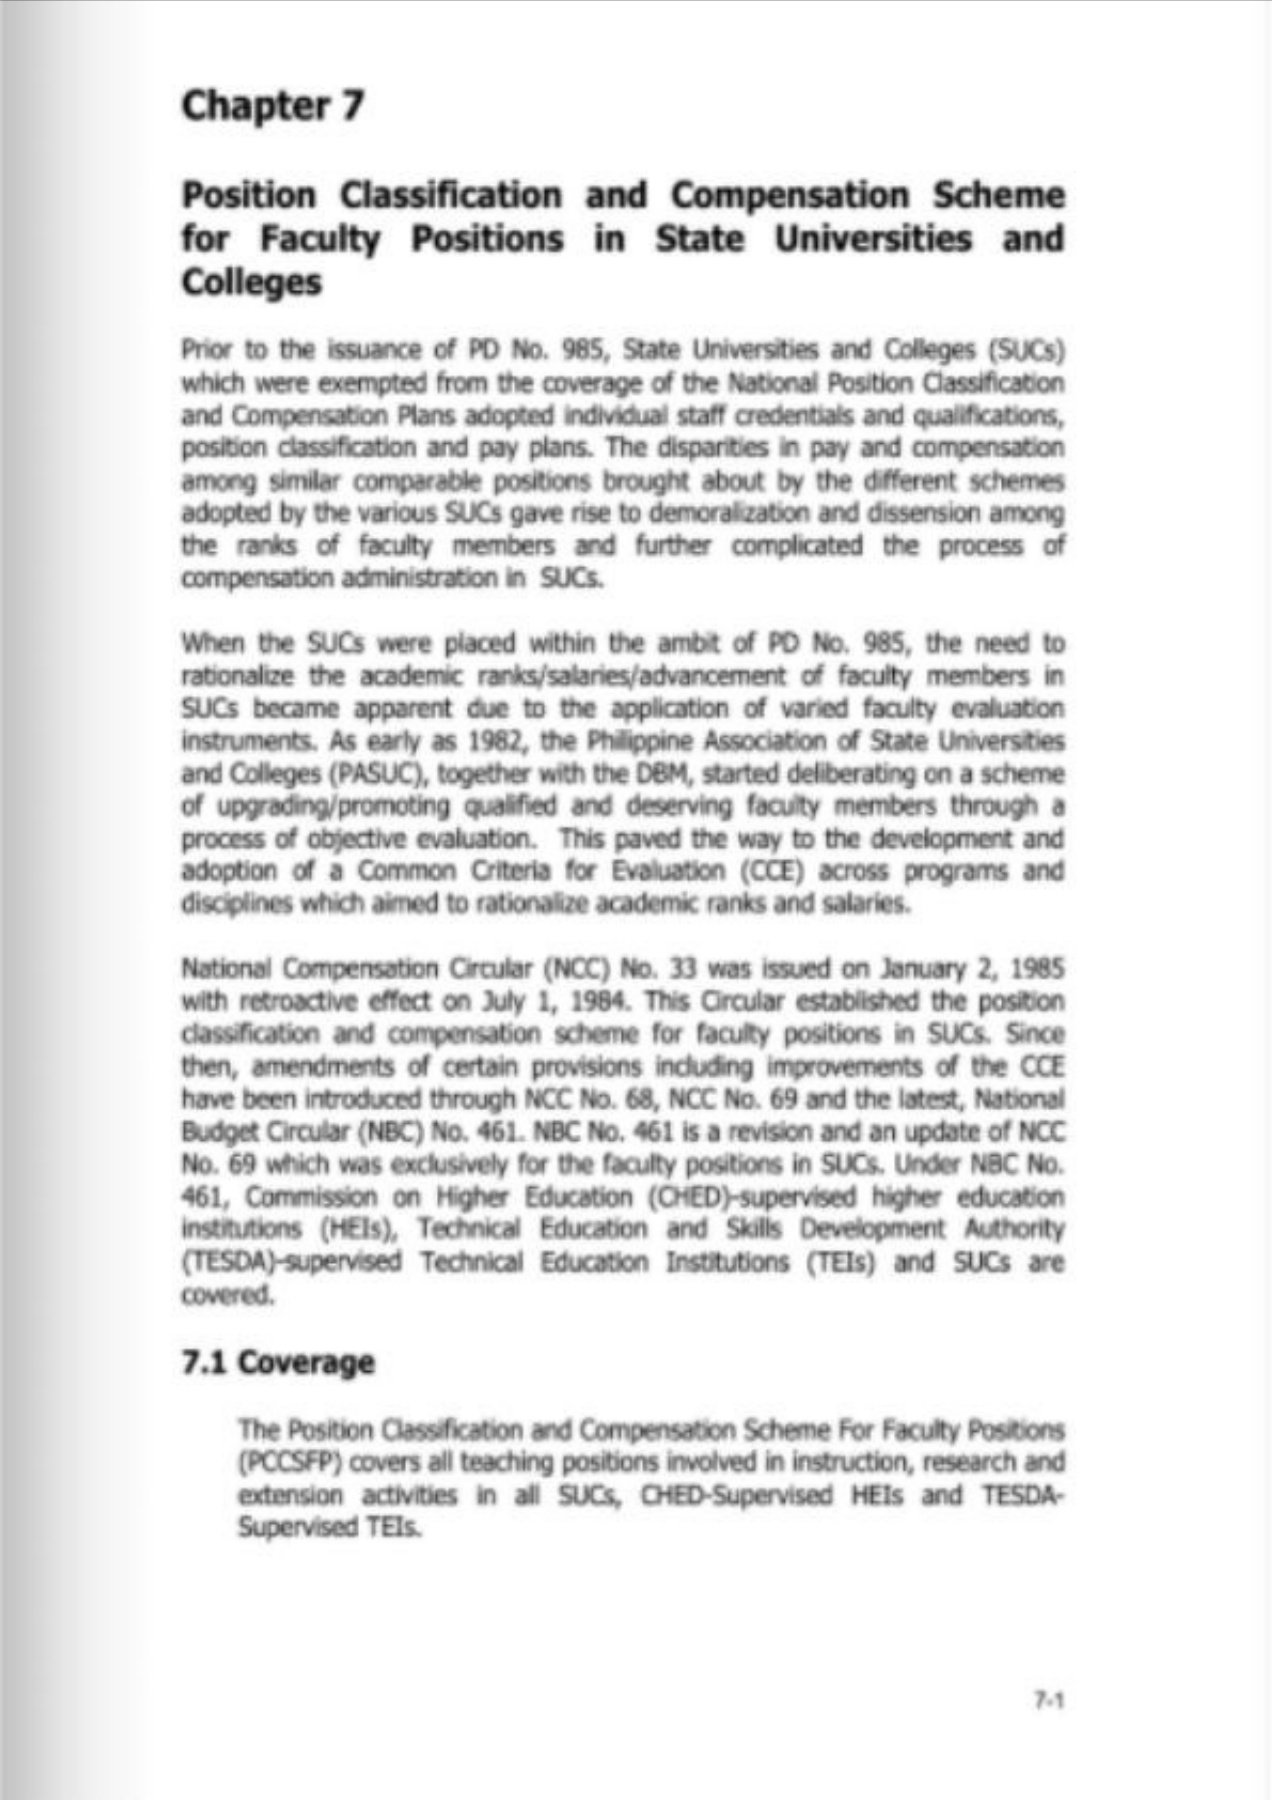 Chapter 7
Position Classification and Compensation Scheme
for Faculty Positions in State Universities and
Colleges
Prior to the issuance of PD No. 985, State Universities and Colleges (SUCs)
which were exempted from the coverage of the National Position Classification
and Compensation Plans adopted individual staff credentials and qualifications,
position classification and pay plans. The disparities in pay and compensation
among similar comparable positions brought about by the different schemes
adopted by the various SUCs gave rise to demoralization and dissension among
the ranks of faculty members and further complicated the process of
compensation administration in SUCs.
When the SUCs were placed within the ambit of PD No. 985, the need to
rationalize the academic ranks/salaries/advancement of faculty members in
SUCs became apparent due to the application of varied faculty evaluation
instruments. As early as 1982, the Philippine Association of State Universities
and Colleges (PASUC), together with the DBM, started deliberating on a scheme
of upgrading/promoting qualified and deserving faculty members through a
process of objective evaluation. This paved the way to the development and
adoption of a Common Criteria for Evaluation (CCE) across programs and
disciplines which aimed to rationalize academic ranks and salaries.
National Compensation Circular (NCC) No. 33 was issued on January 2, 1985
with retroactive effect on July 1, 1984. This Circular established the position
classification and compensation scheme for faculty positions in SUCs. Since
then, amendments of certain provisions including improvements of the CCE
have been introduced through NCC No. 68, NCC No. 69 and the latest, National
Budget Circular (NBC) No. 461. NBC No. 461 is a revision and an update of NCC
No. 69 which was exclusively for the faculty positions in SUCs. Under NBC No.
461, Commission on Higher Education (CHED)-supervised higher education
institutions (HEIs), Technical Education and Skills Development Authority
(TESDA)-supervised Technical Education Institutions (TEIs) and SUCs are
covered.
7.1 Coverage
The Position Classification and Compensation Scheme For Faculty Positions
(PCCSFP) covers all teaching positions involved in instruction, research and
extension activities in all SUCs, CHED-Supervised HEIs and TESDA-
Supervised TEIs.
7-1